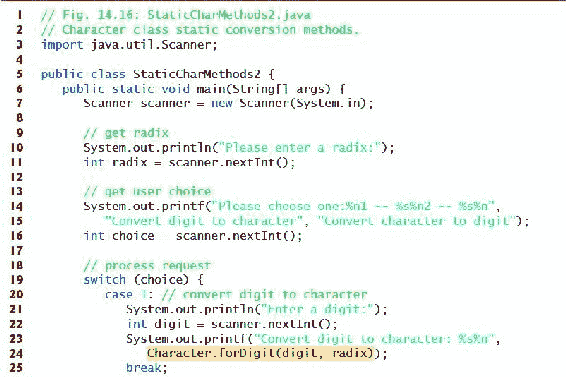 1 // Fig. 14.16: StaticCharMethods2.java
2 // Character class static conversion methods.
3 import java.util.Scanner;
4
5 public class StaticCharMethods2 {
6 public static void main(String[] args) {
7 Scanner scanner = new Scanner(System.in);
8
9 // get radix
10 System.out.println("Please enter a radix:");
11 int radix = scanner.nextInt();
12
13 // get user choice
14 System.out.printf("Please choose one:%n1 -- %s%n2 -- %s%n",
15 "Convert digit to character", "Convert character to digit");
16 int choice = scanner.nextInt();
17
18 // process request
19 switch (choice) {
20 case 1: // convert digit to character
21 System.out.println("Enter a digit:");
22 int digit = scanner.nextInt();
23 System.out.printf("Convert digit to character: %s%n",
24 Character.forDigit(digit, radix));
25 break;